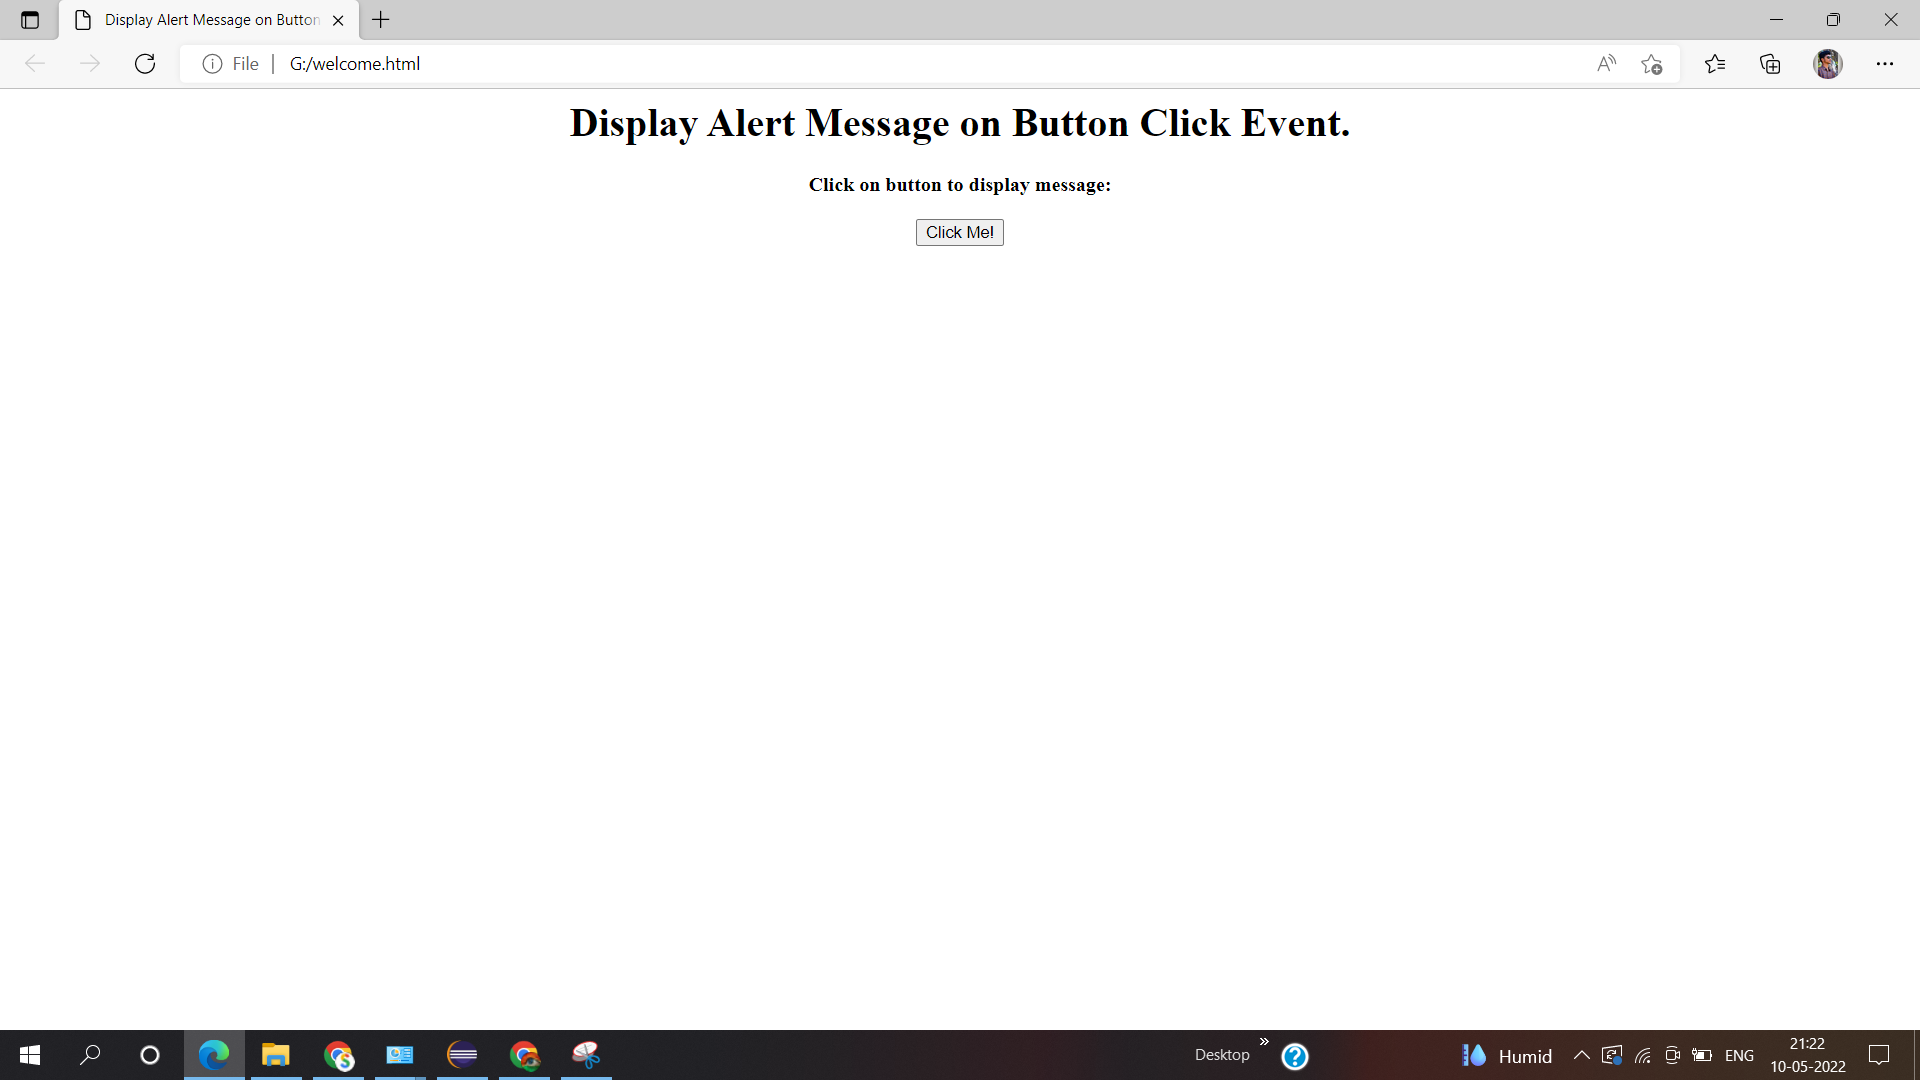 Display Alert Message on Button
File
G:/welcome.html
Display Alert Message on Button Click Event.
Click on button to display message:
Click Me!
Desktop
Humid
ENG
21:22
10-05-2022